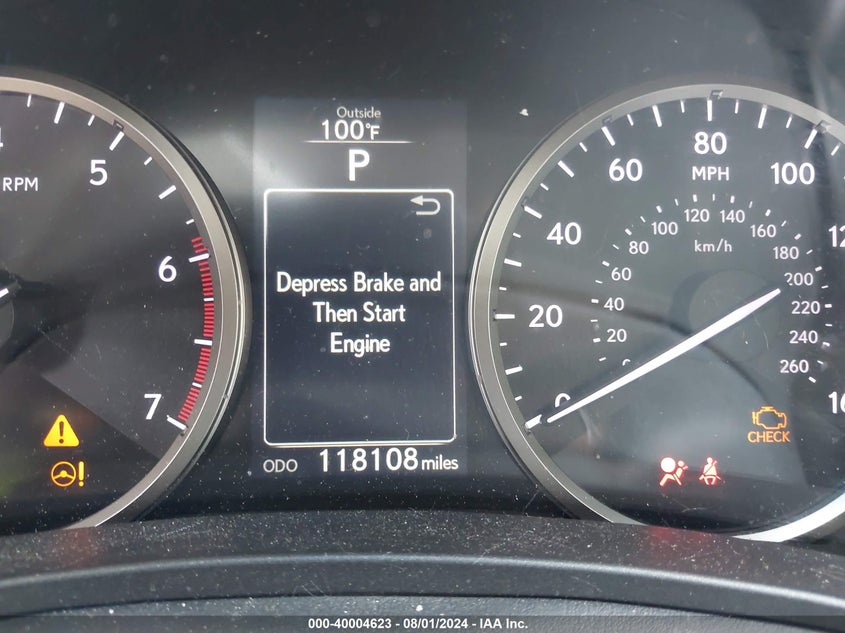 Outside
100°F
P
Depress Brake and
Then Start
Engine
ODO 118108 miles
RPM
5
6
7
MPH
0
20
40
60
80
100
km/h
20
40
60
80
100
120
140
160
180
200
220
240
260
CHECK
000-40004623 - 08/01/2024 - IAA Inc.